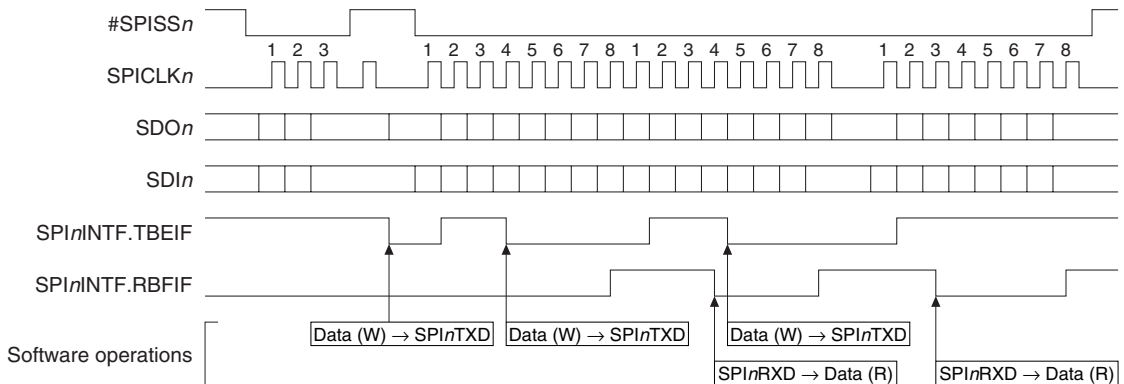 #SPISSn
1 2 3 1 2 3 4 5 6 7 8 1 2 3 4 5 6 7 8 1 2 3 4 5 6 7 8
SPICLKn
SDOn
SDIn
SPInINTF.TBEIF
SPInINTF.RBFIF
Data (W) → SPInTXD Data (W) → SPInTXD Data (W) → SPInTXD
Software operations
SPInRXD → Data (R) SPInRXD → Data (R)